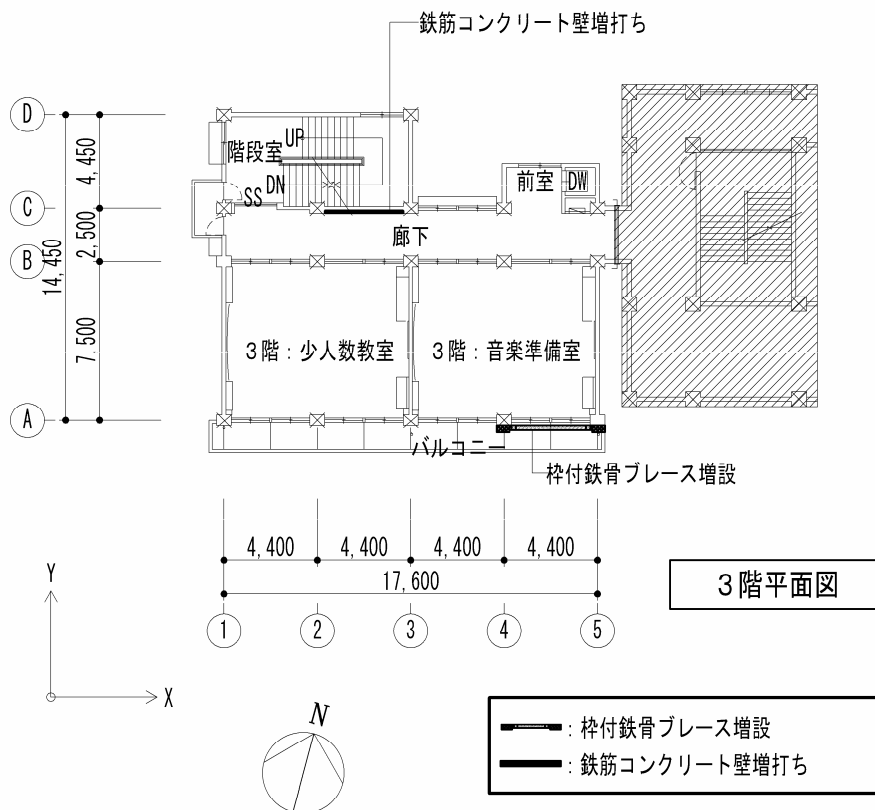 鉄筋コンクリート壁増打ち
D
4,450
UP
階段室
DN
SS
前室
DW
C
2,500
廊下
B
14,450
7.500
3階:少人数教室
3階:音楽準備室
A
バルコニー
枠付鉄骨ブレース増設
4,400
4,400
4,400
4,400
17,600
3階平面図
1
2
3
4
5
Y
X
N
:枠付鉄骨ブレース増設
:鉄筋コンクリート壁増打ち